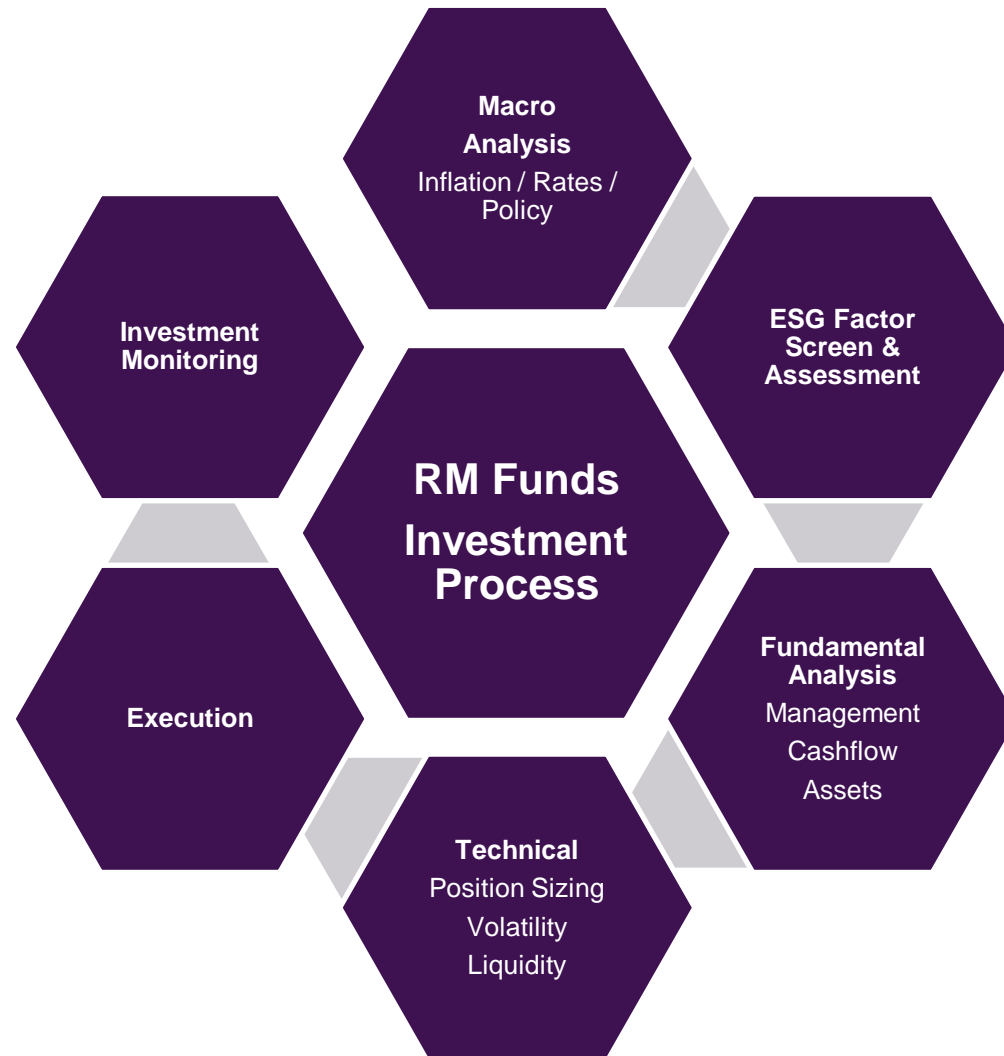 Macro
Analysis
Inflation / Rates /
Policy
ESG Factor
Screen &
Assessment
Investment
Monitoring
RM Funds
Investment
Process
Fundamental
Analysis
Management
Cashflow
Assets
Execution
Technical
Position Sizing
Volatility
Liquidity